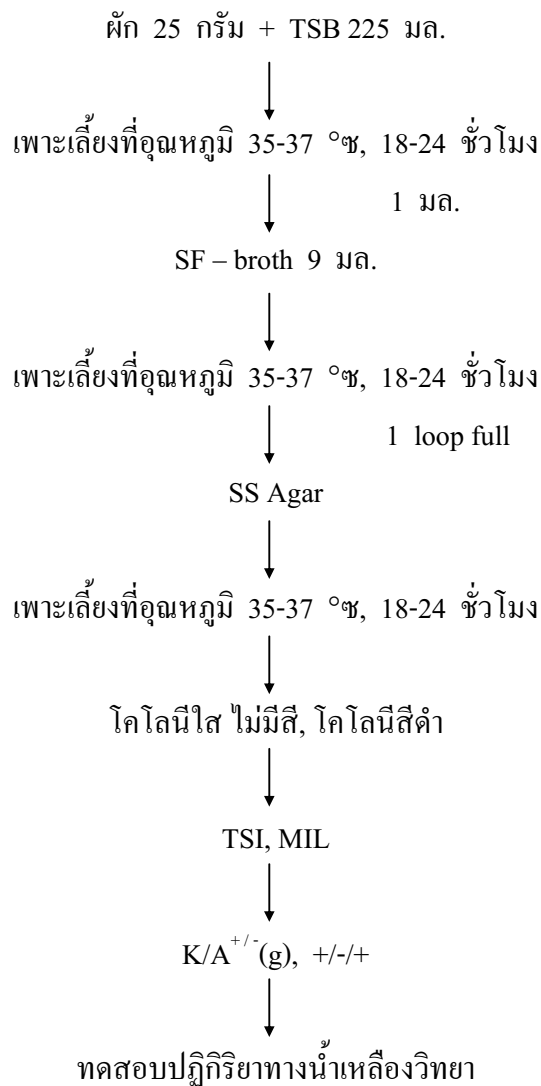 ผัก 25 กรัม + TSB 225 มล.
เพาะเลี้ยงที่อุณหภูมิ 35-37 °ซ, 18-24 ชั่วโมง
1 มล.
SF – broth 9 มล.
เพาะเลี้ยงที่อุณหภูมิ 35-37 °ซ, 18-24 ชั่วโมง
1 loop full
SS Agar
เพาะเลี้ยงที่อุณหภูมิ 35-37 °ซ, 18-24 ชั่วโมง
โคโลนีใส ไม่มีสี, โคโลนีสีดำ
TSI, MIL
K/A⁺/⁻(g), +/-/+
ทดสอบปฏิกิริยาทางน้ำเหลืองวิทยา